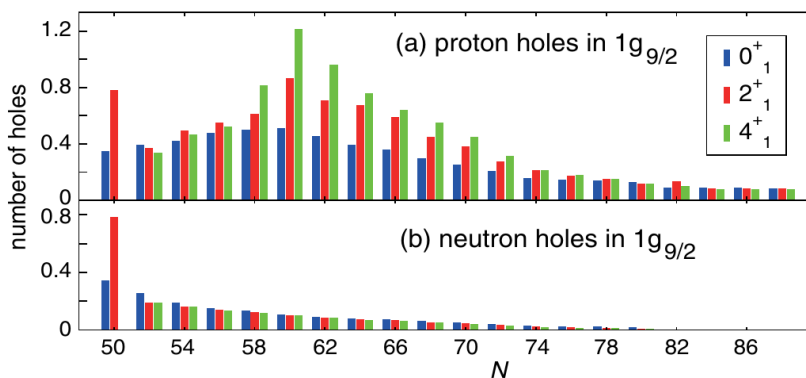 1.2
0.8
0.4
0
(a) proton holes in 1g9/2
0+1
2+1
4+1
number of holes
0.8
0.4
0
(b) neutron holes in 1g9/2
50 54 58 62 66 70 74 78 82 86
N